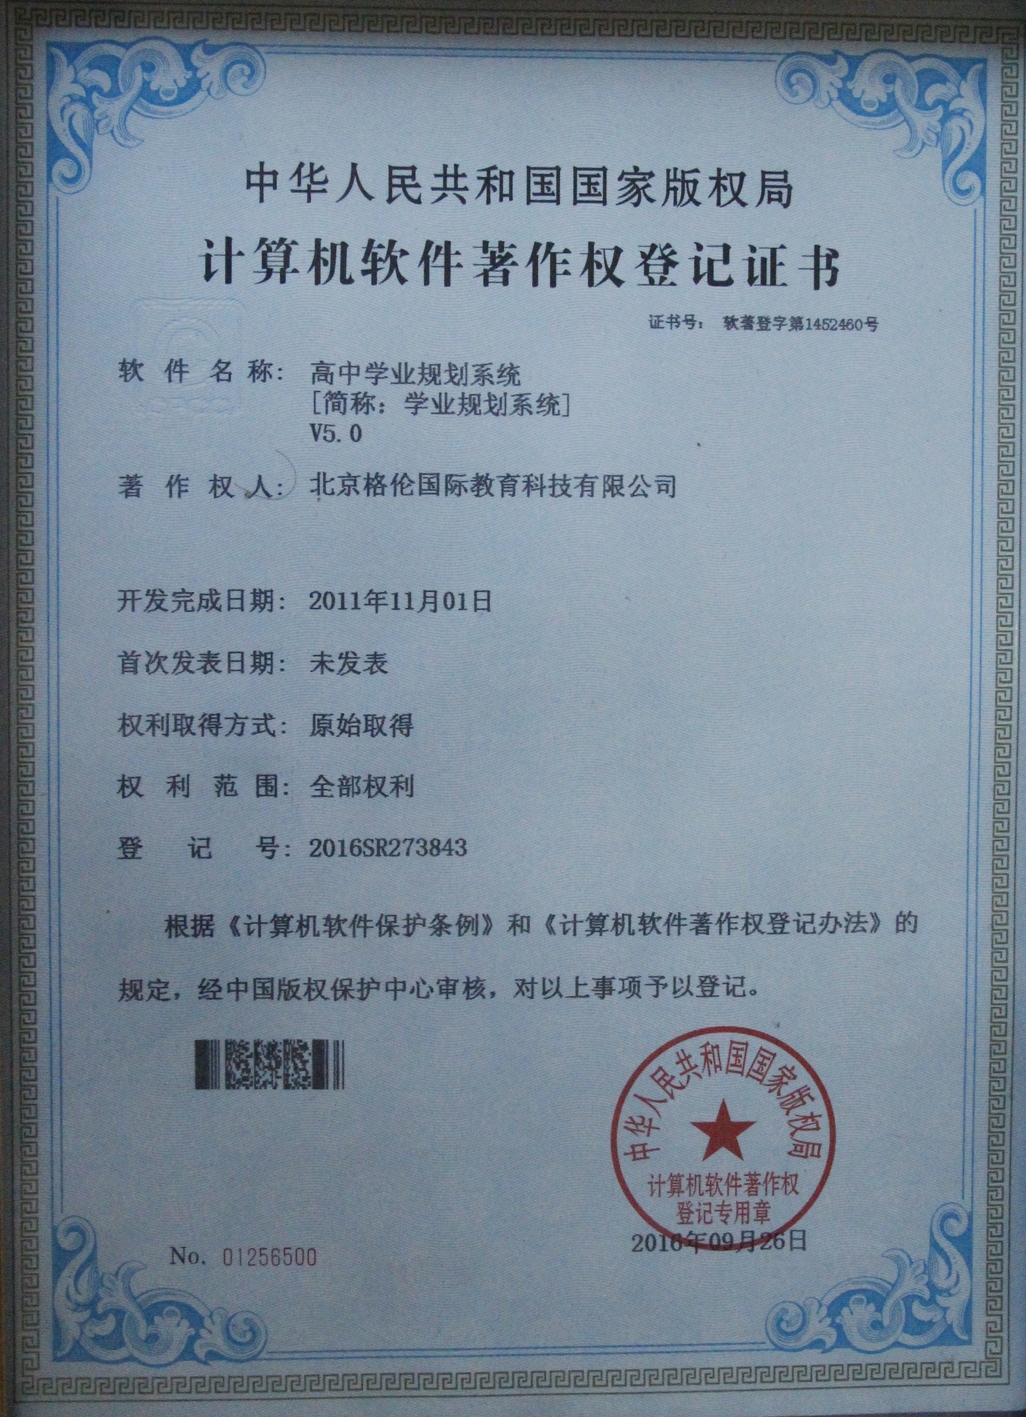 中华人民共和国国家版权局
计算机软件著作权登记证书
证书号： 软著登字第1452460号
软件名称： 高中学业规划系统
[简称：学业规划系统]
V5.0
著作权人： 北京格伦国际教育科技有限公司
开发完成日期： 2011年11月01日
首次发表日期： 未发表
权利取得方式： 原始取得
权利范围： 全部权利
登记号： 2016SR273843
根据《计算机软件保护条例》和《计算机软件著作权登记办法》的
规定，经中国版权保护中心审核，对以上事项予以登记。
中华人民共和国国家版权局
计算机软件著作权
登记专用章
2016年09月26日
No. 01256500